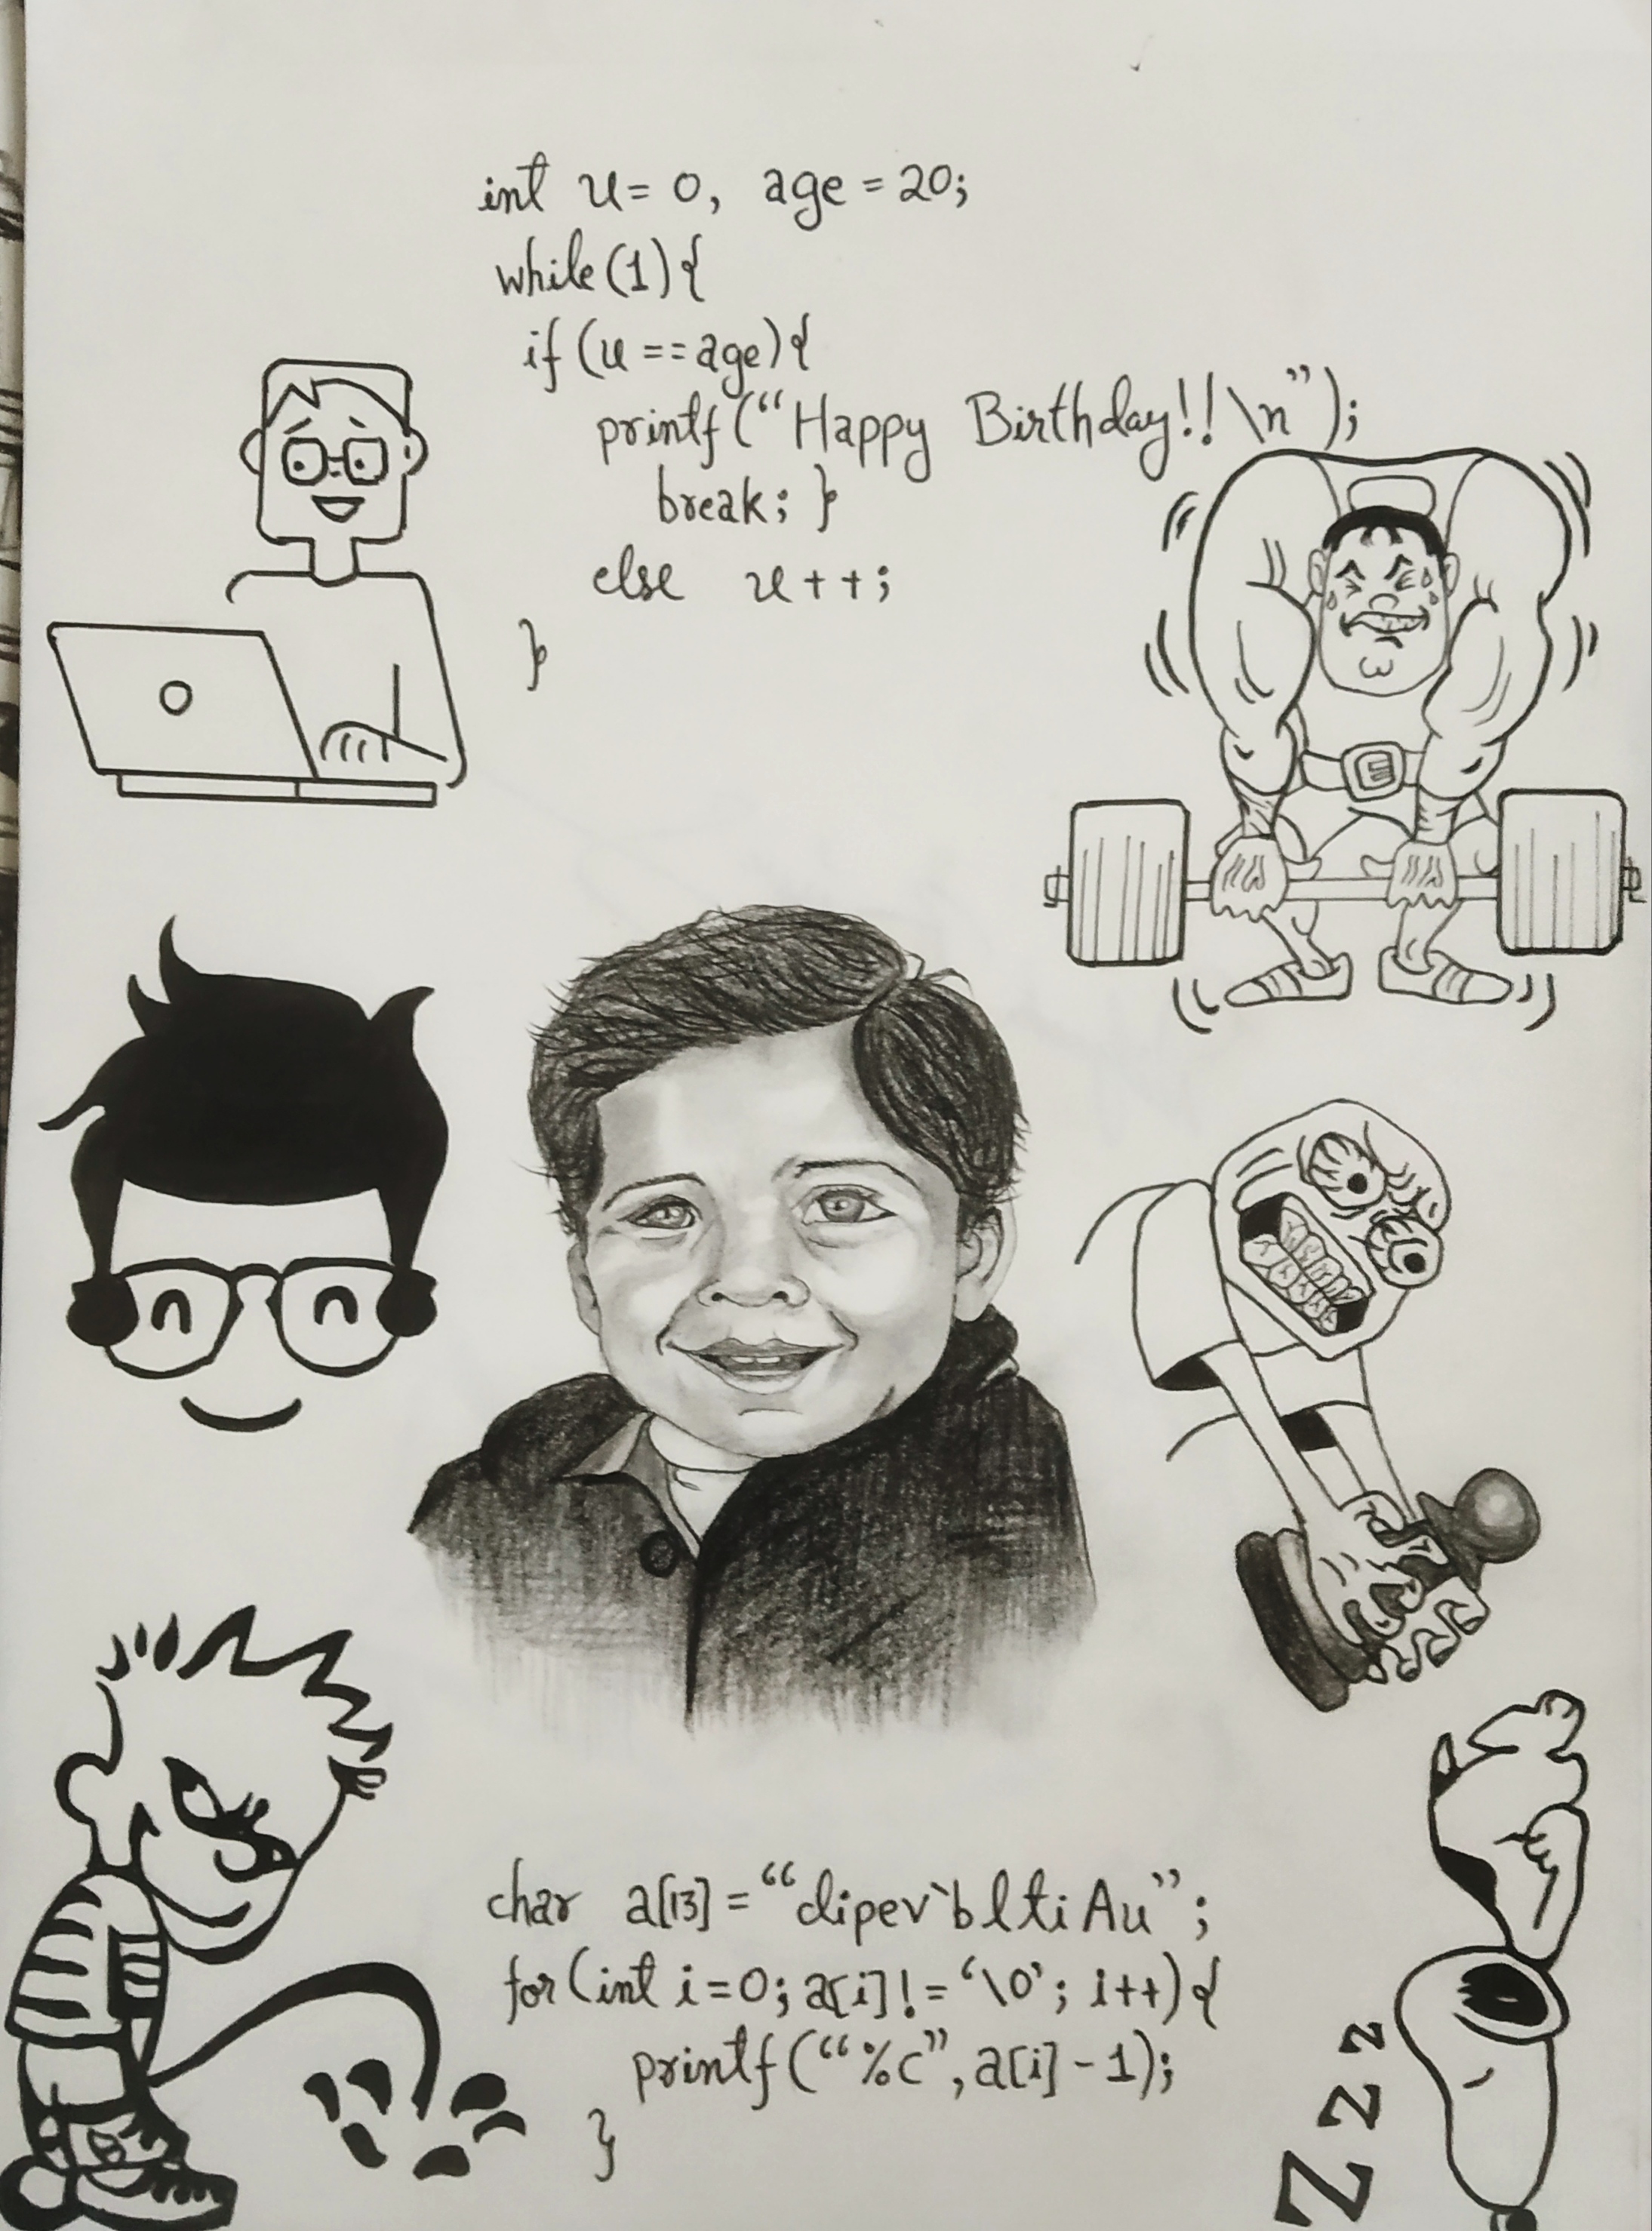 int u = 0, age = 20;
while(1){
if (u == age){
printf("Happy Birthday!! \n");
break; }
else u++;
}
char a[13] = "dipev`bltiAu";
for(int i=0; a[i] != '\0'; i++){
printf("%c", a[i] - 1);
}
z
z
Z